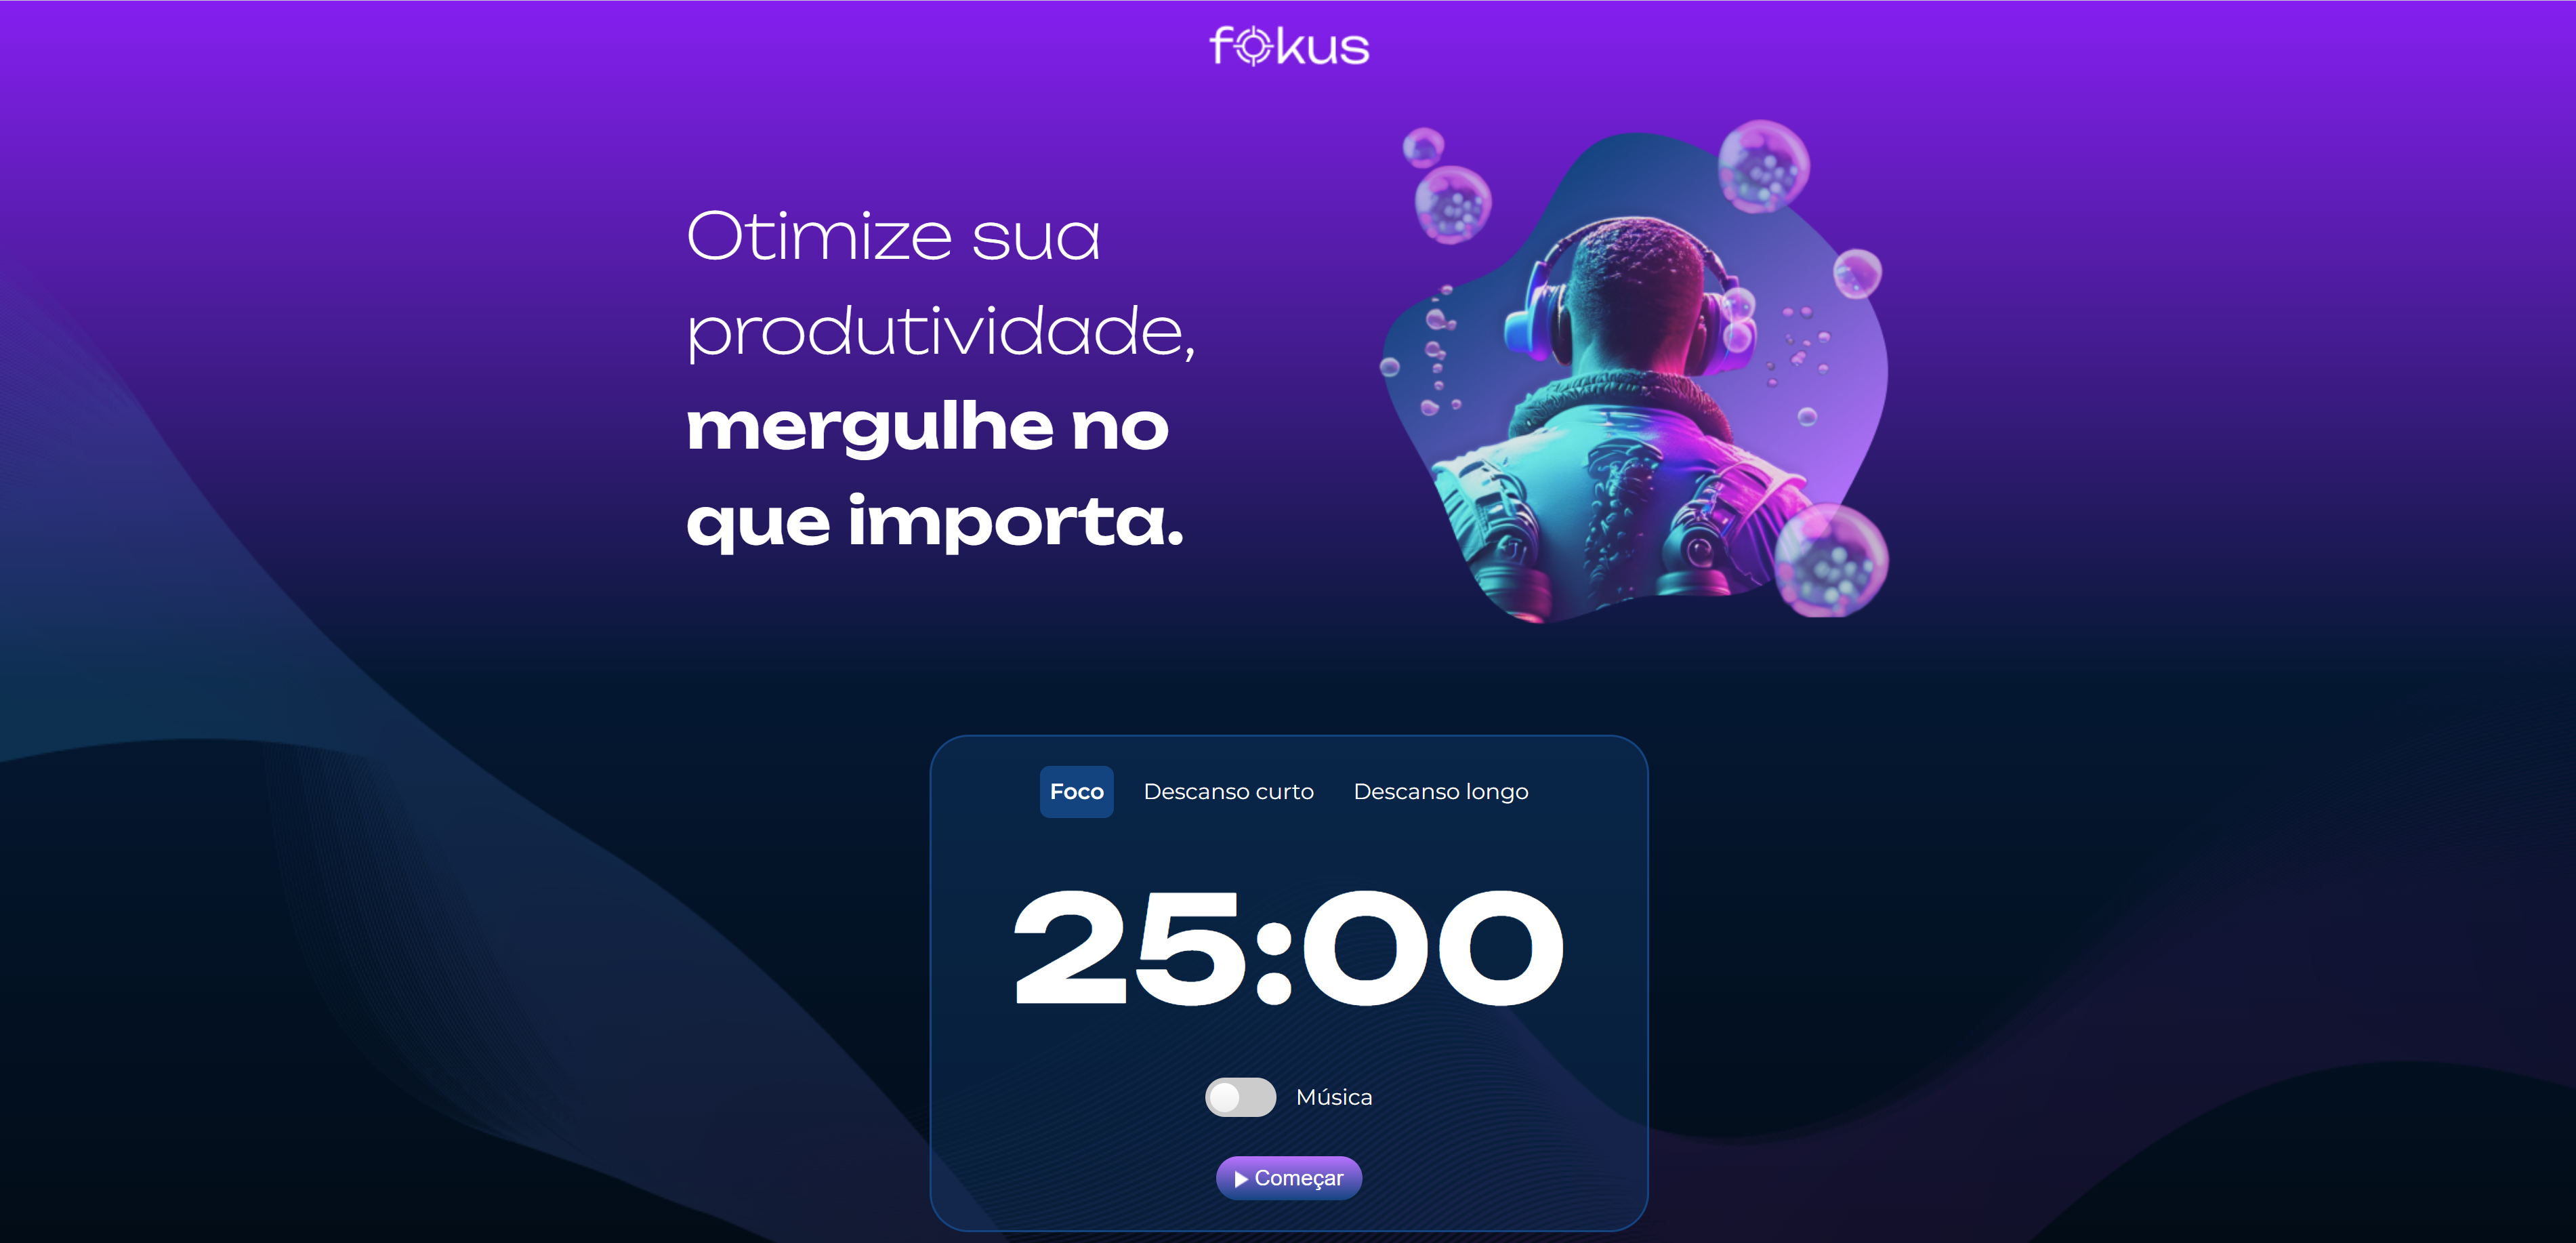 fokus
Otimize sua
produtividade,
mergulhe no
que importa.
Foco Descanso curto Descanso longo
25:00
Música
Começar